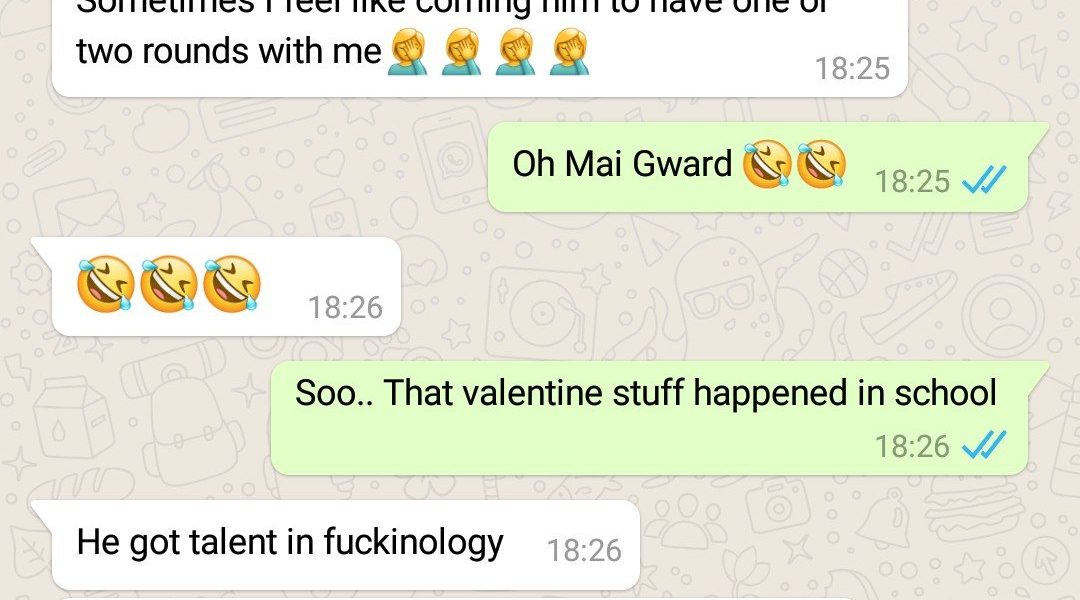 Sometimes I feel like coming him to have one or
two rounds with me🤦🤦🤦🤦
18:25
Oh Mai Gward 🤣🤣
18:25
🤣🤣🤣
18:26
Soo.. That valentine stuff happened in school
18:26
He got talent in fuckinology
18:26